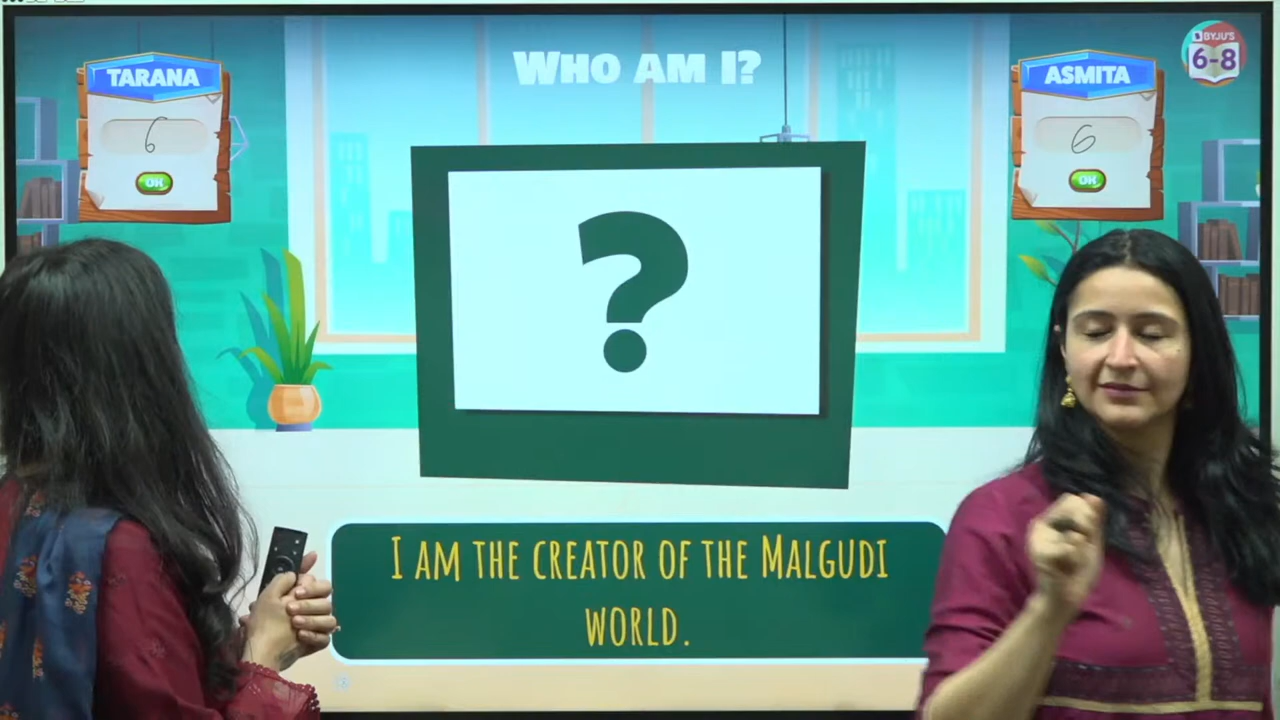 WHO AM I?
TARANA
6
OK
ASMITA
6
OK
BYJU'S
6-8
I AM THE CREATOR OF THE MALGUDI
WORLD.